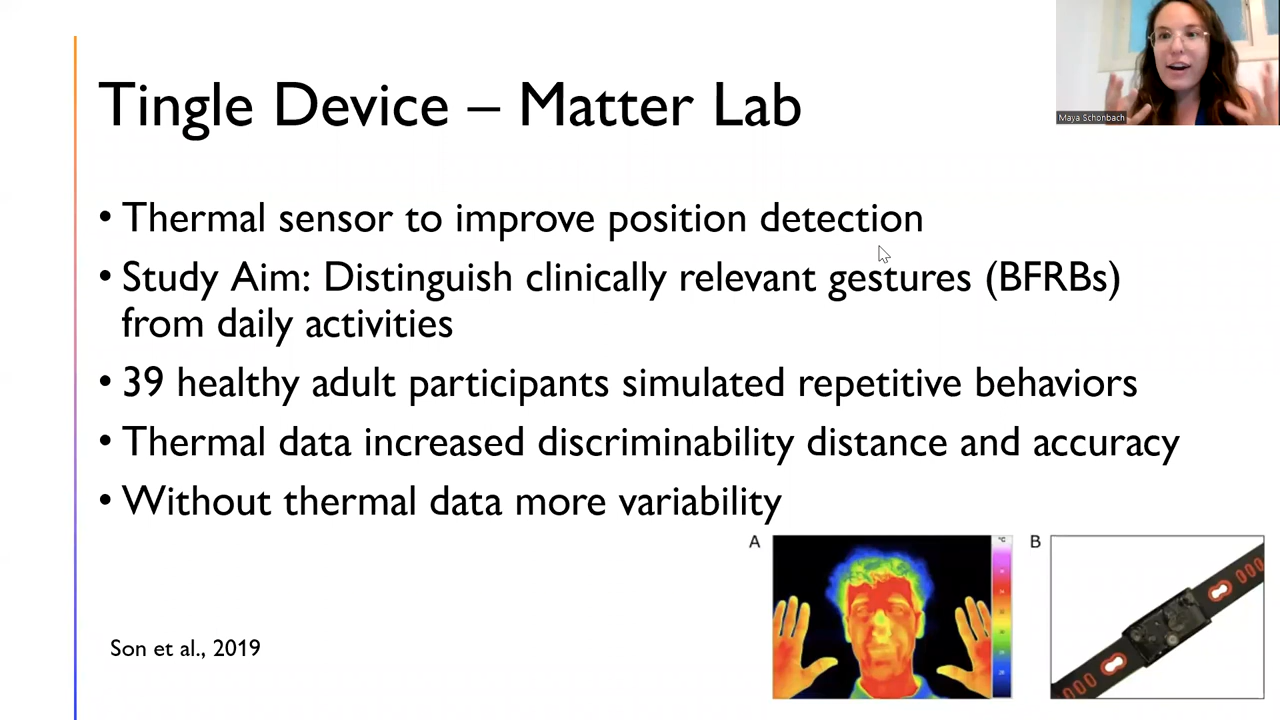 Tingle Device – Matter Lab
Maya Schonbach
• Thermal sensor to improve position detection
• Study Aim: Distinguish clinically relevant gestures (BFRBs)
from daily activities
• 39 healthy adult participants simulated repetitive behaviors
• Thermal data increased discriminability distance and accuracy
• Without thermal data more variability
A
°C
B
Son et al., 2019